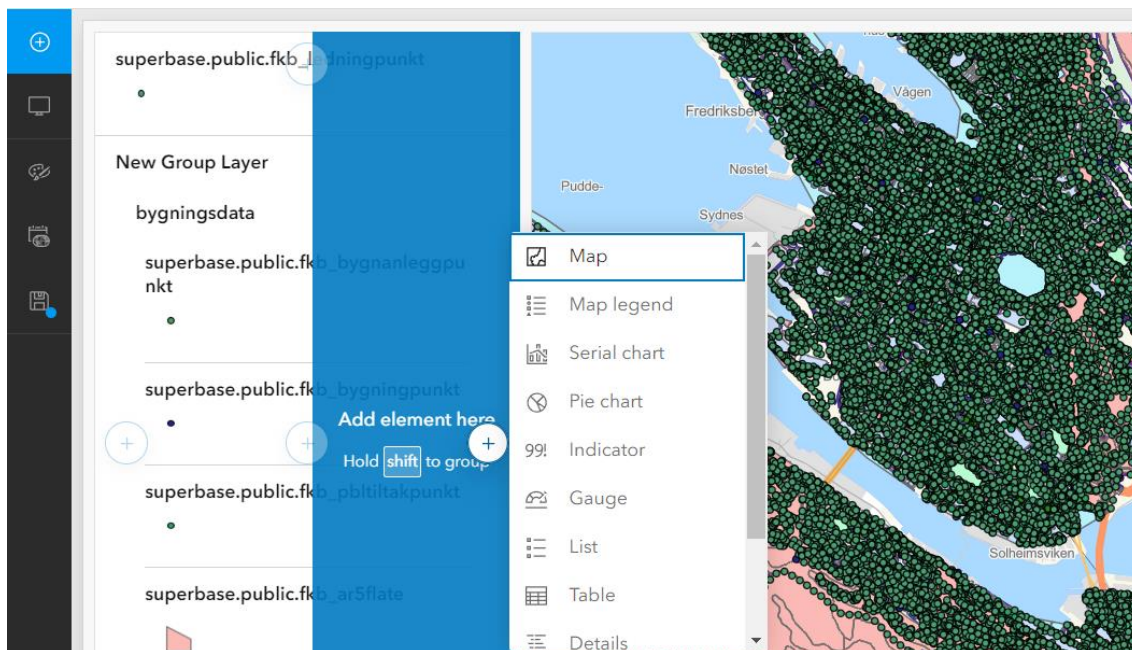 superbase.public.fkb_ledningpunkt
New Group Layer
bygningsdata
superbase.public.fkb_bygnanleggpu
nkt
superbase.public.fkb_bygningpunkt
Add element here
Hold shift to group
superbase.public.fkb_pbltiltakpunkt
superbase.public.fkb_ar5flate
Map
Map legend
Serial chart
Pie chart
99! Indicator
Gauge
List
Table
Details
Vågen
Nøstet
Pudde-
Sydnes
Solheimsviken